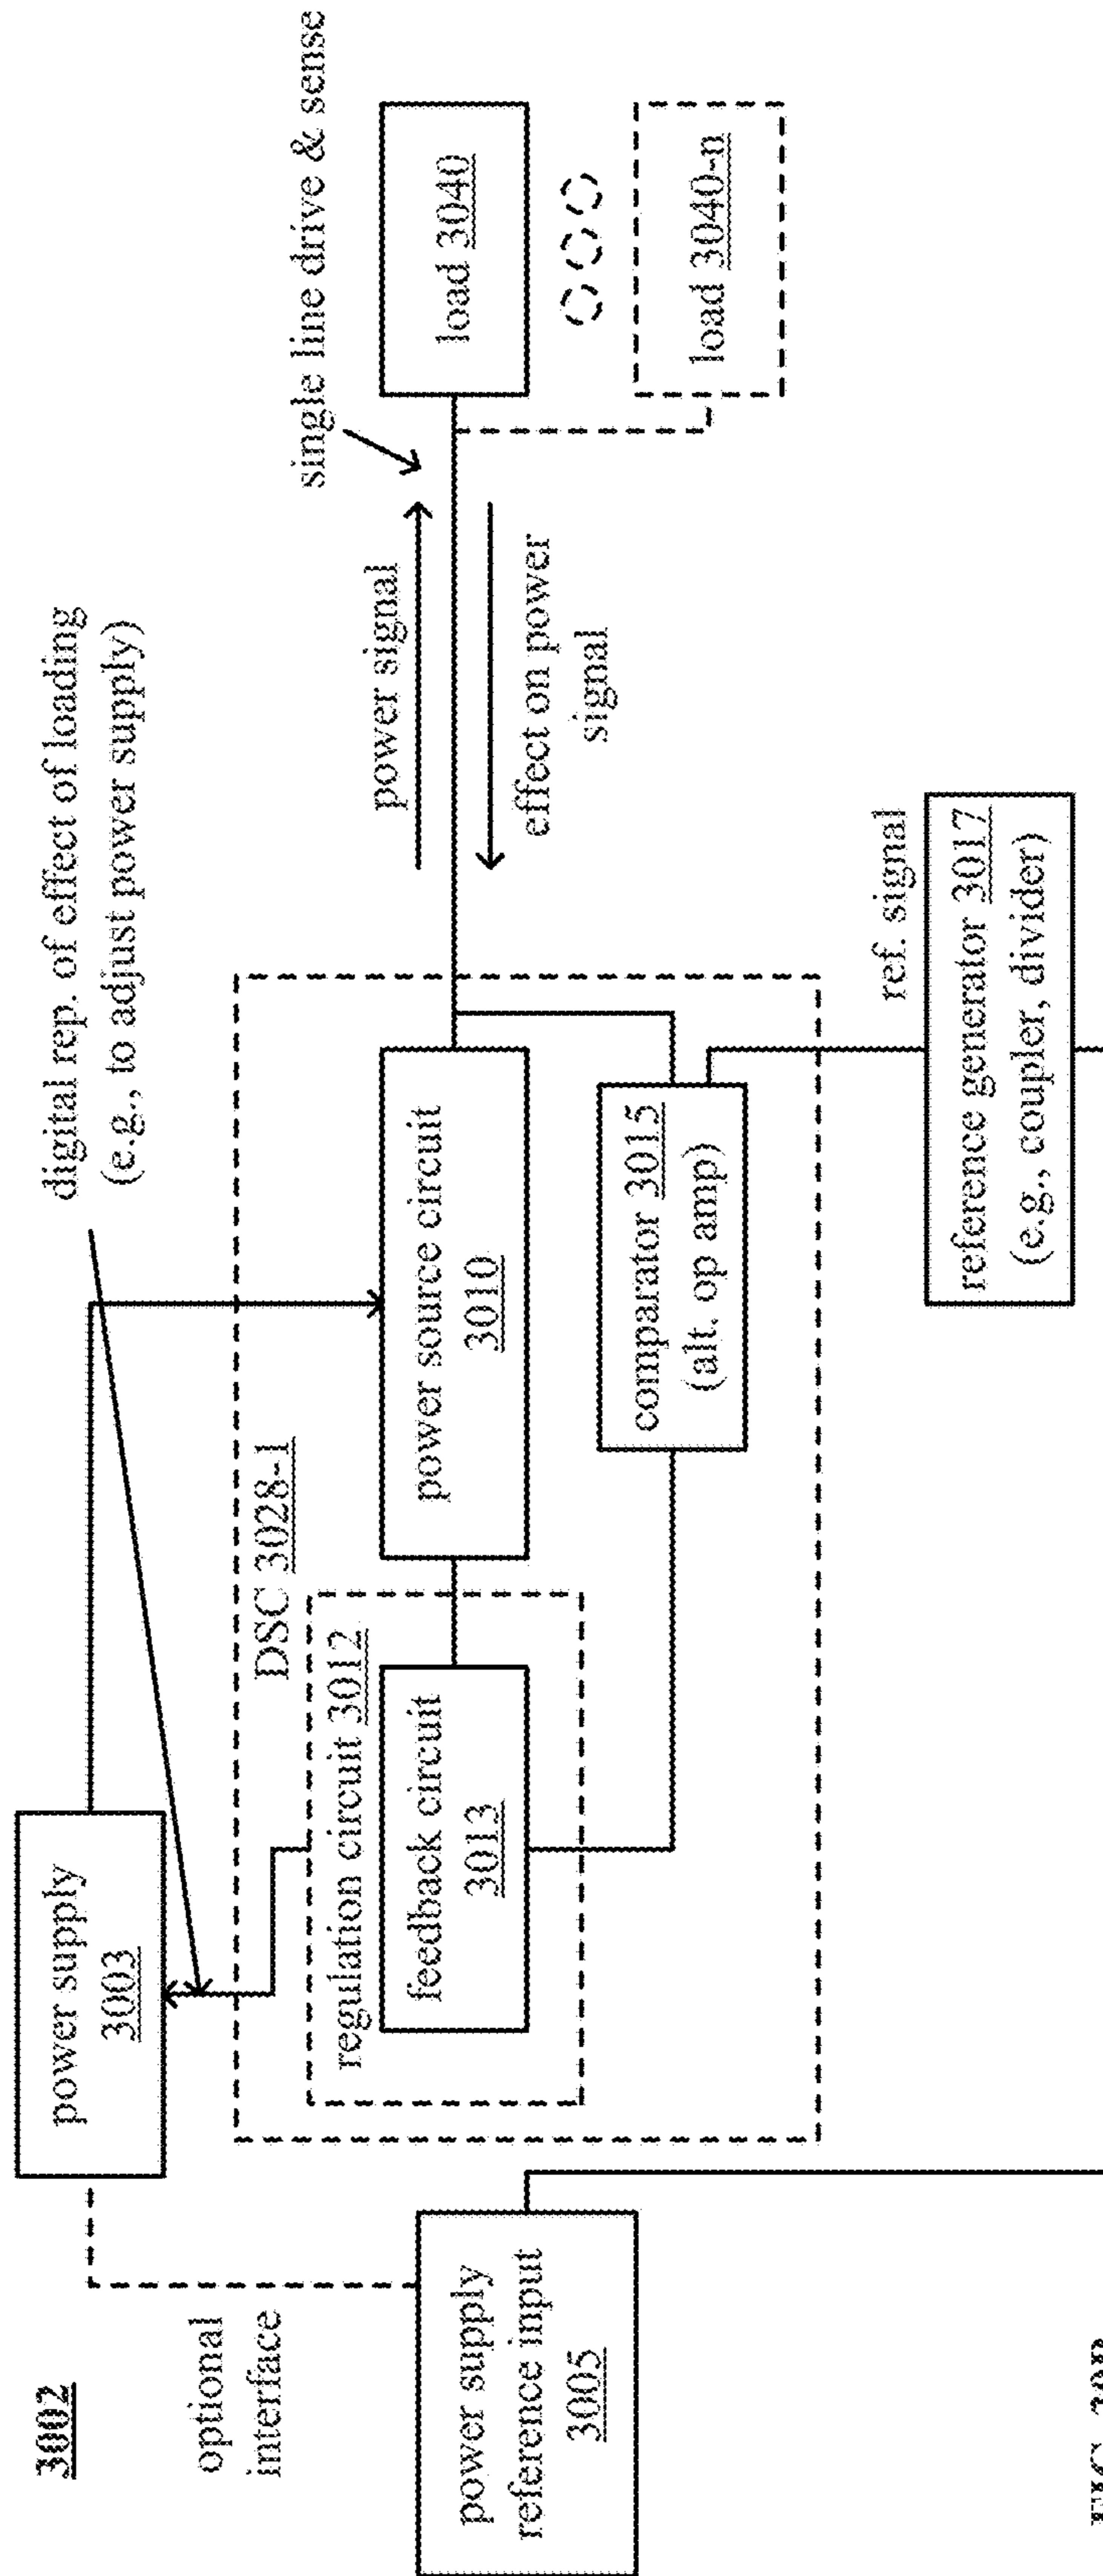 3002
optional
interface
power supply
reference input
3005
power supply
3003
digital rep. of effect of loading
(e.g., to adjust power supply)
DSC 3028-1
regulation circuit 3012
feedback circuit
3013
power source circuit
3010
comparator 3015
(alt. op amp)
ref. signal
reference generator 3017
(e.g., coupler, divider)
power signal
effect on power
signal
single line drive & sense
load 3040
load 3040-n